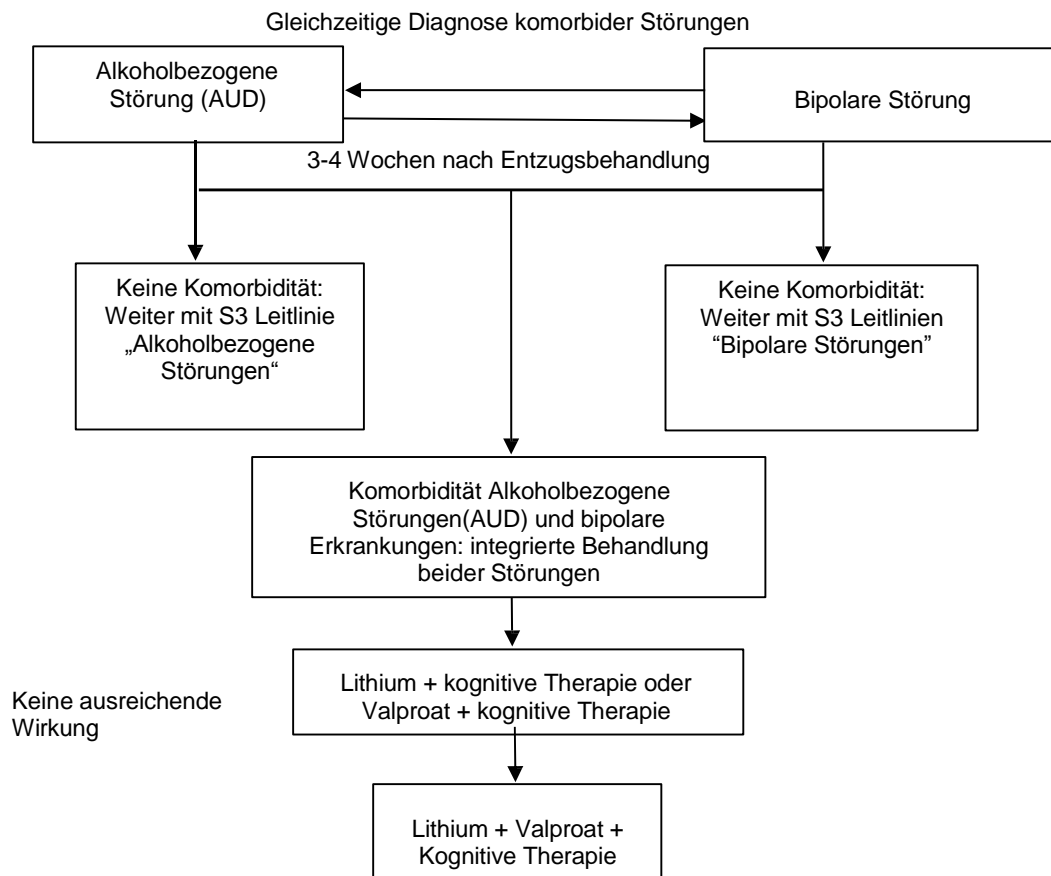 Gleichzeitige Diagnose komorbider Störungen
Alkoholbezogene
Störung (AUD)
Bipolare Störung
3-4 Wochen nach Entzugsbehandlung
Keine Komorbidität:
Weiter mit S3 Leitlinie
„Alkoholbezogene
Störungen“
Keine Komorbidität:
Weiter mit S3 Leitlinien
“Bipolare Störungen”
Komorbidität Alkoholbezogene
Störungen(AUD) und bipolare
Erkrankungen: integrierte Behandlung
beider Störungen
Lithium + kognitive Therapie oder
Valproat + kognitive Therapie
Keine ausreichende
Wirkung
Lithium + Valproat +
Kognitive Therapie